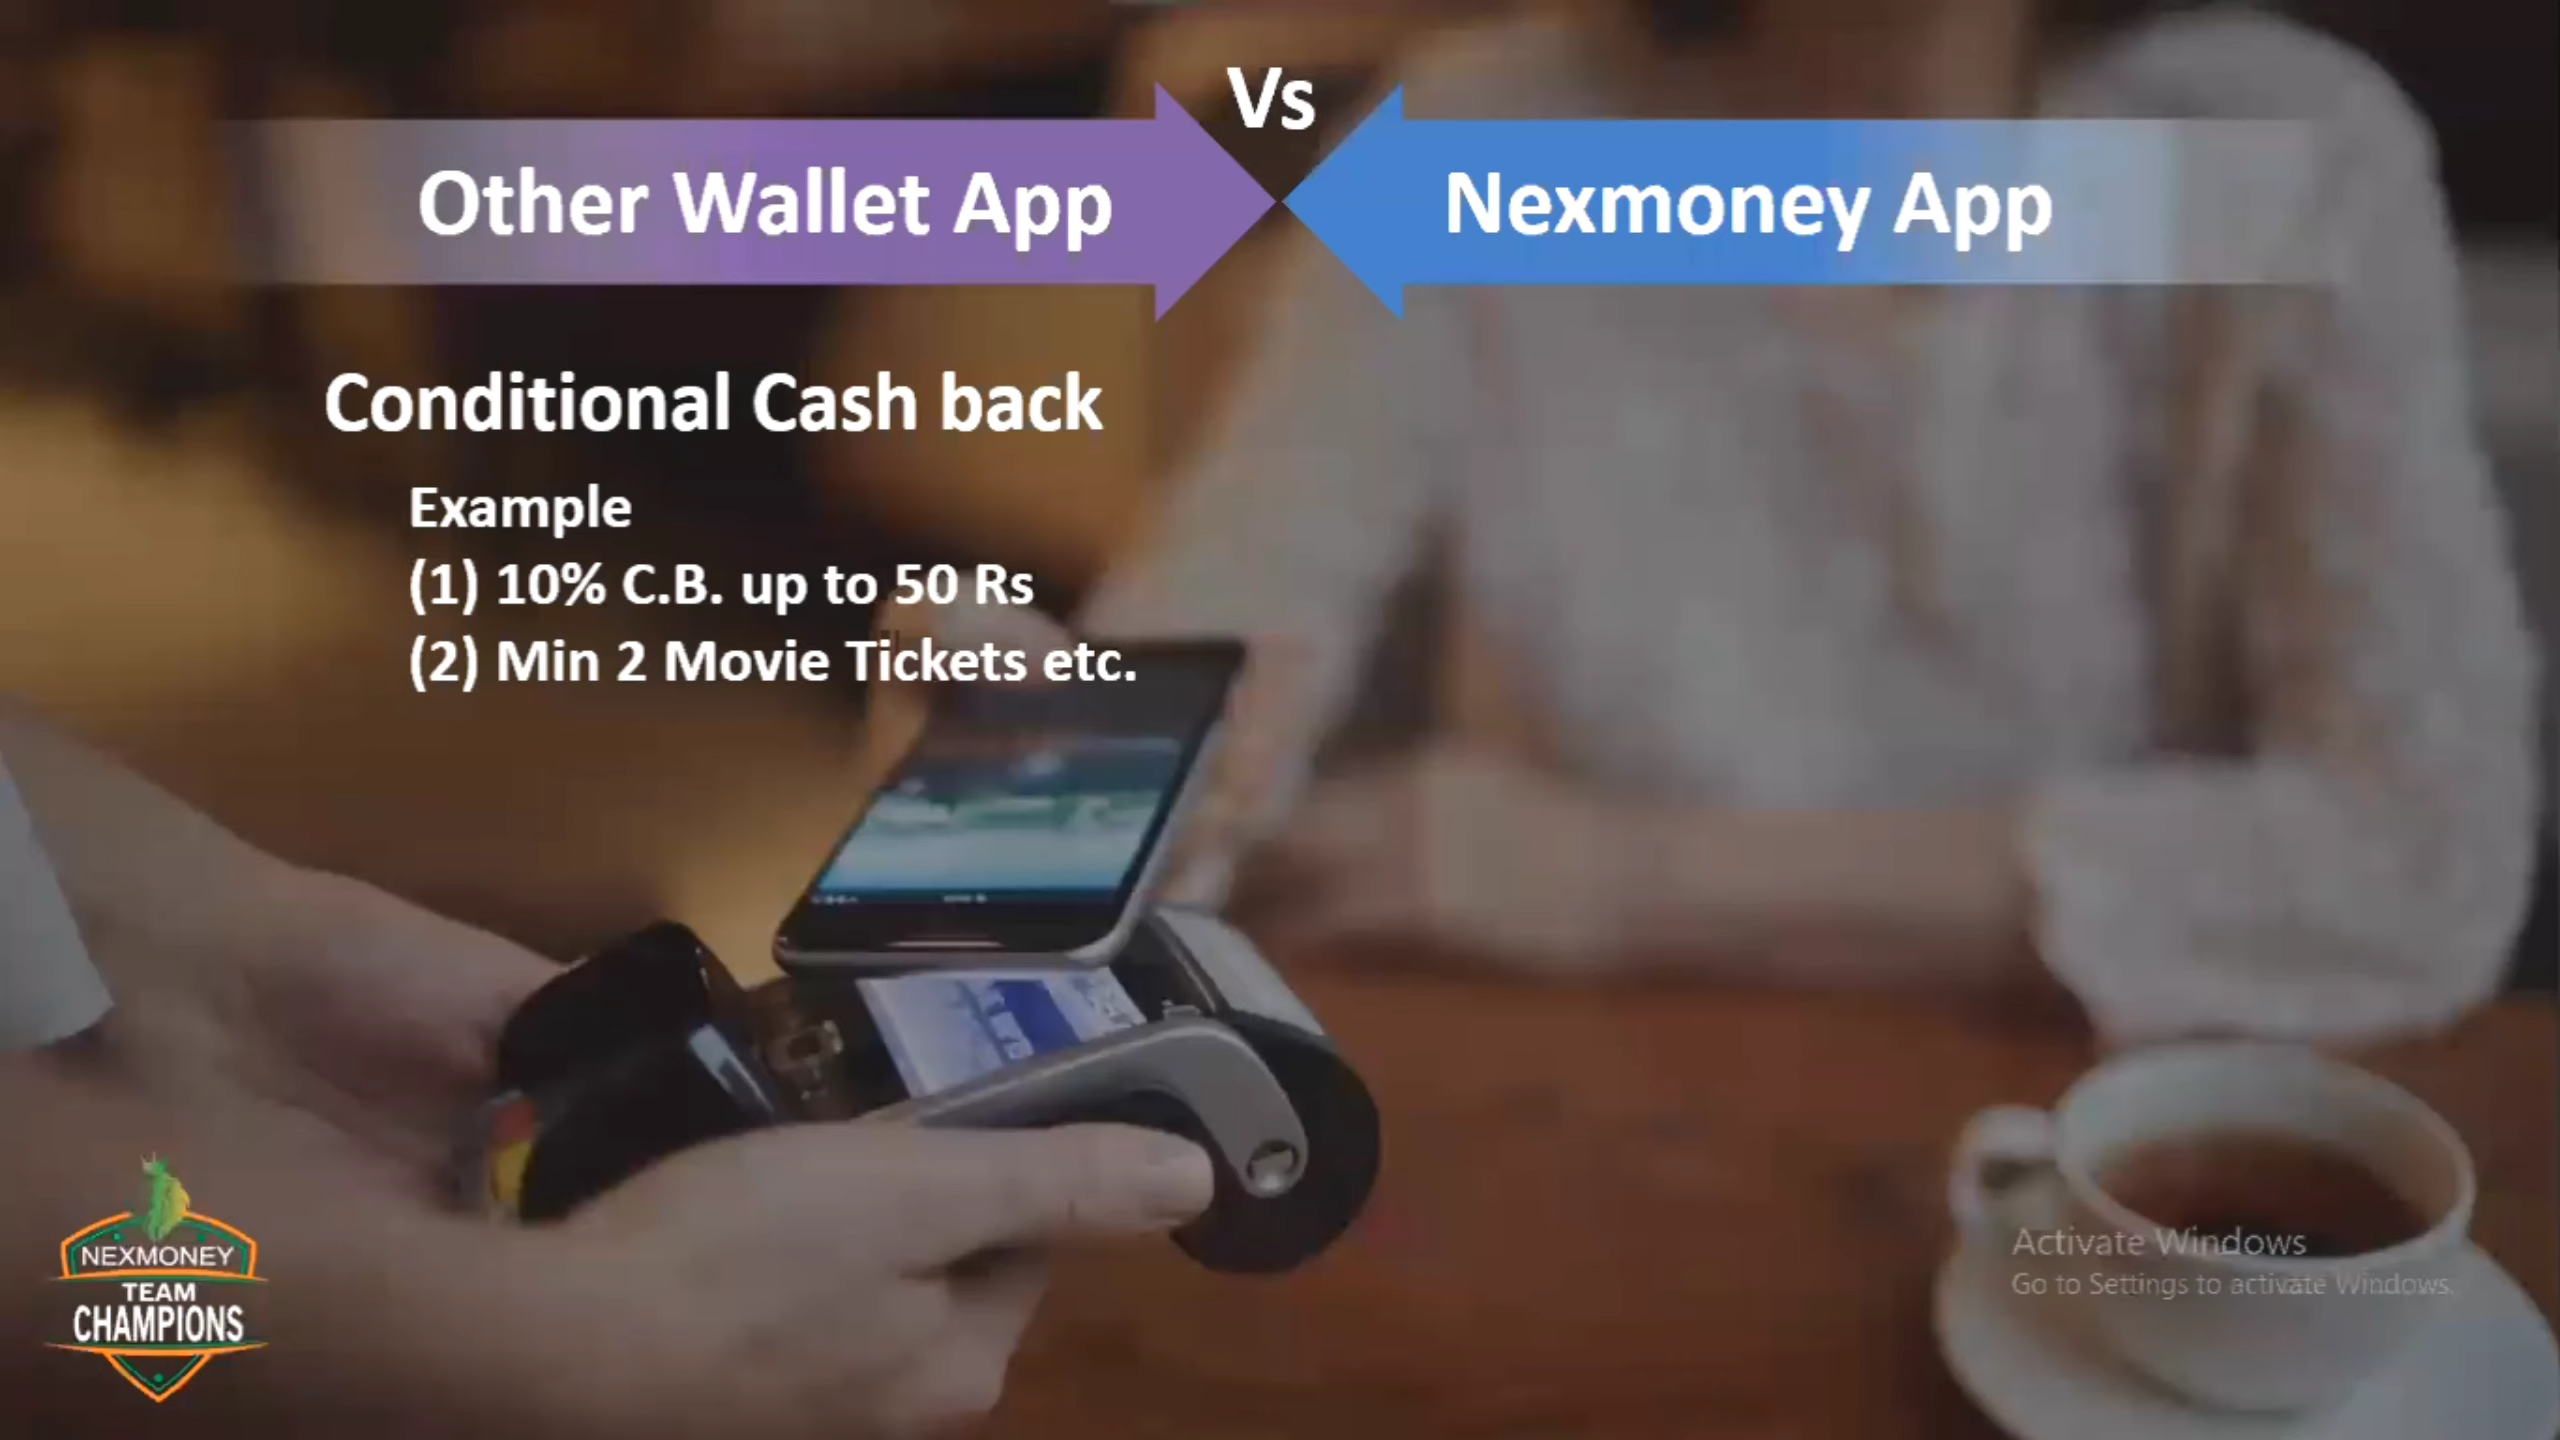 Vs
Other Wallet App
Nexmoney App
Conditional Cash back
Example
(1) 10% C.B. up to 50 Rs
(2) Min 2 Movie Tickets etc.
NEXMONEY
TEAM
CHAMPIONS
Activate Windows
Go to Settings to activate Windows.